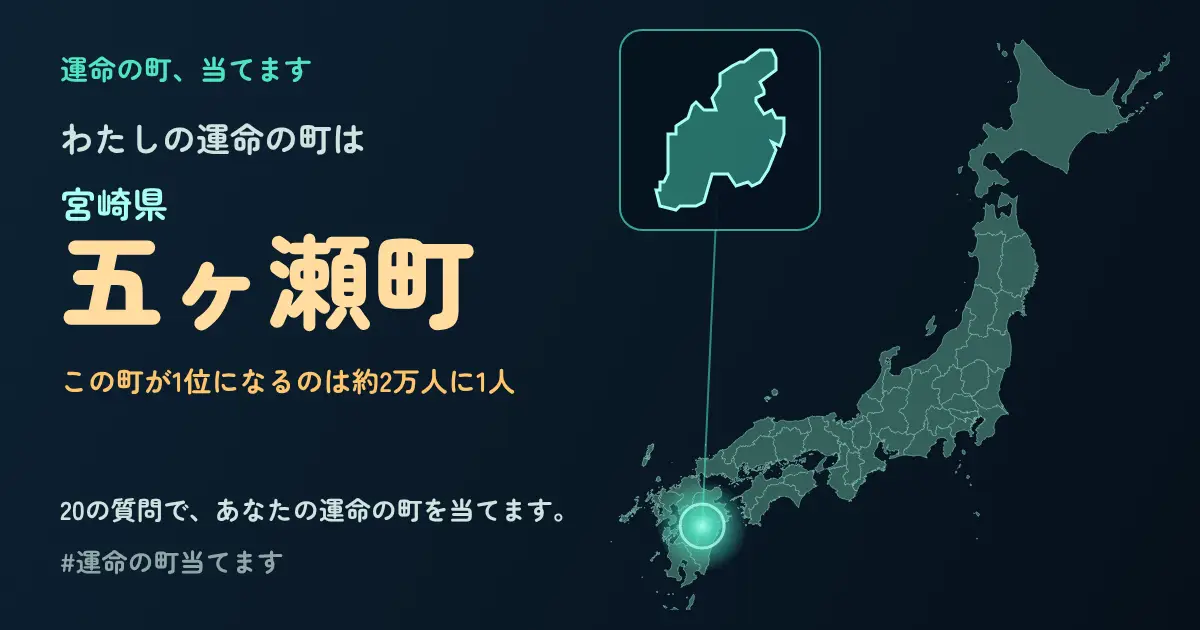 運命の町、当てます
わたしの運命の町は
宮崎県
五ヶ瀬町
この町が1位になるのは約2万人に1人
20の質問で、あなたの運命の町を当てます。
#運命の町当てます